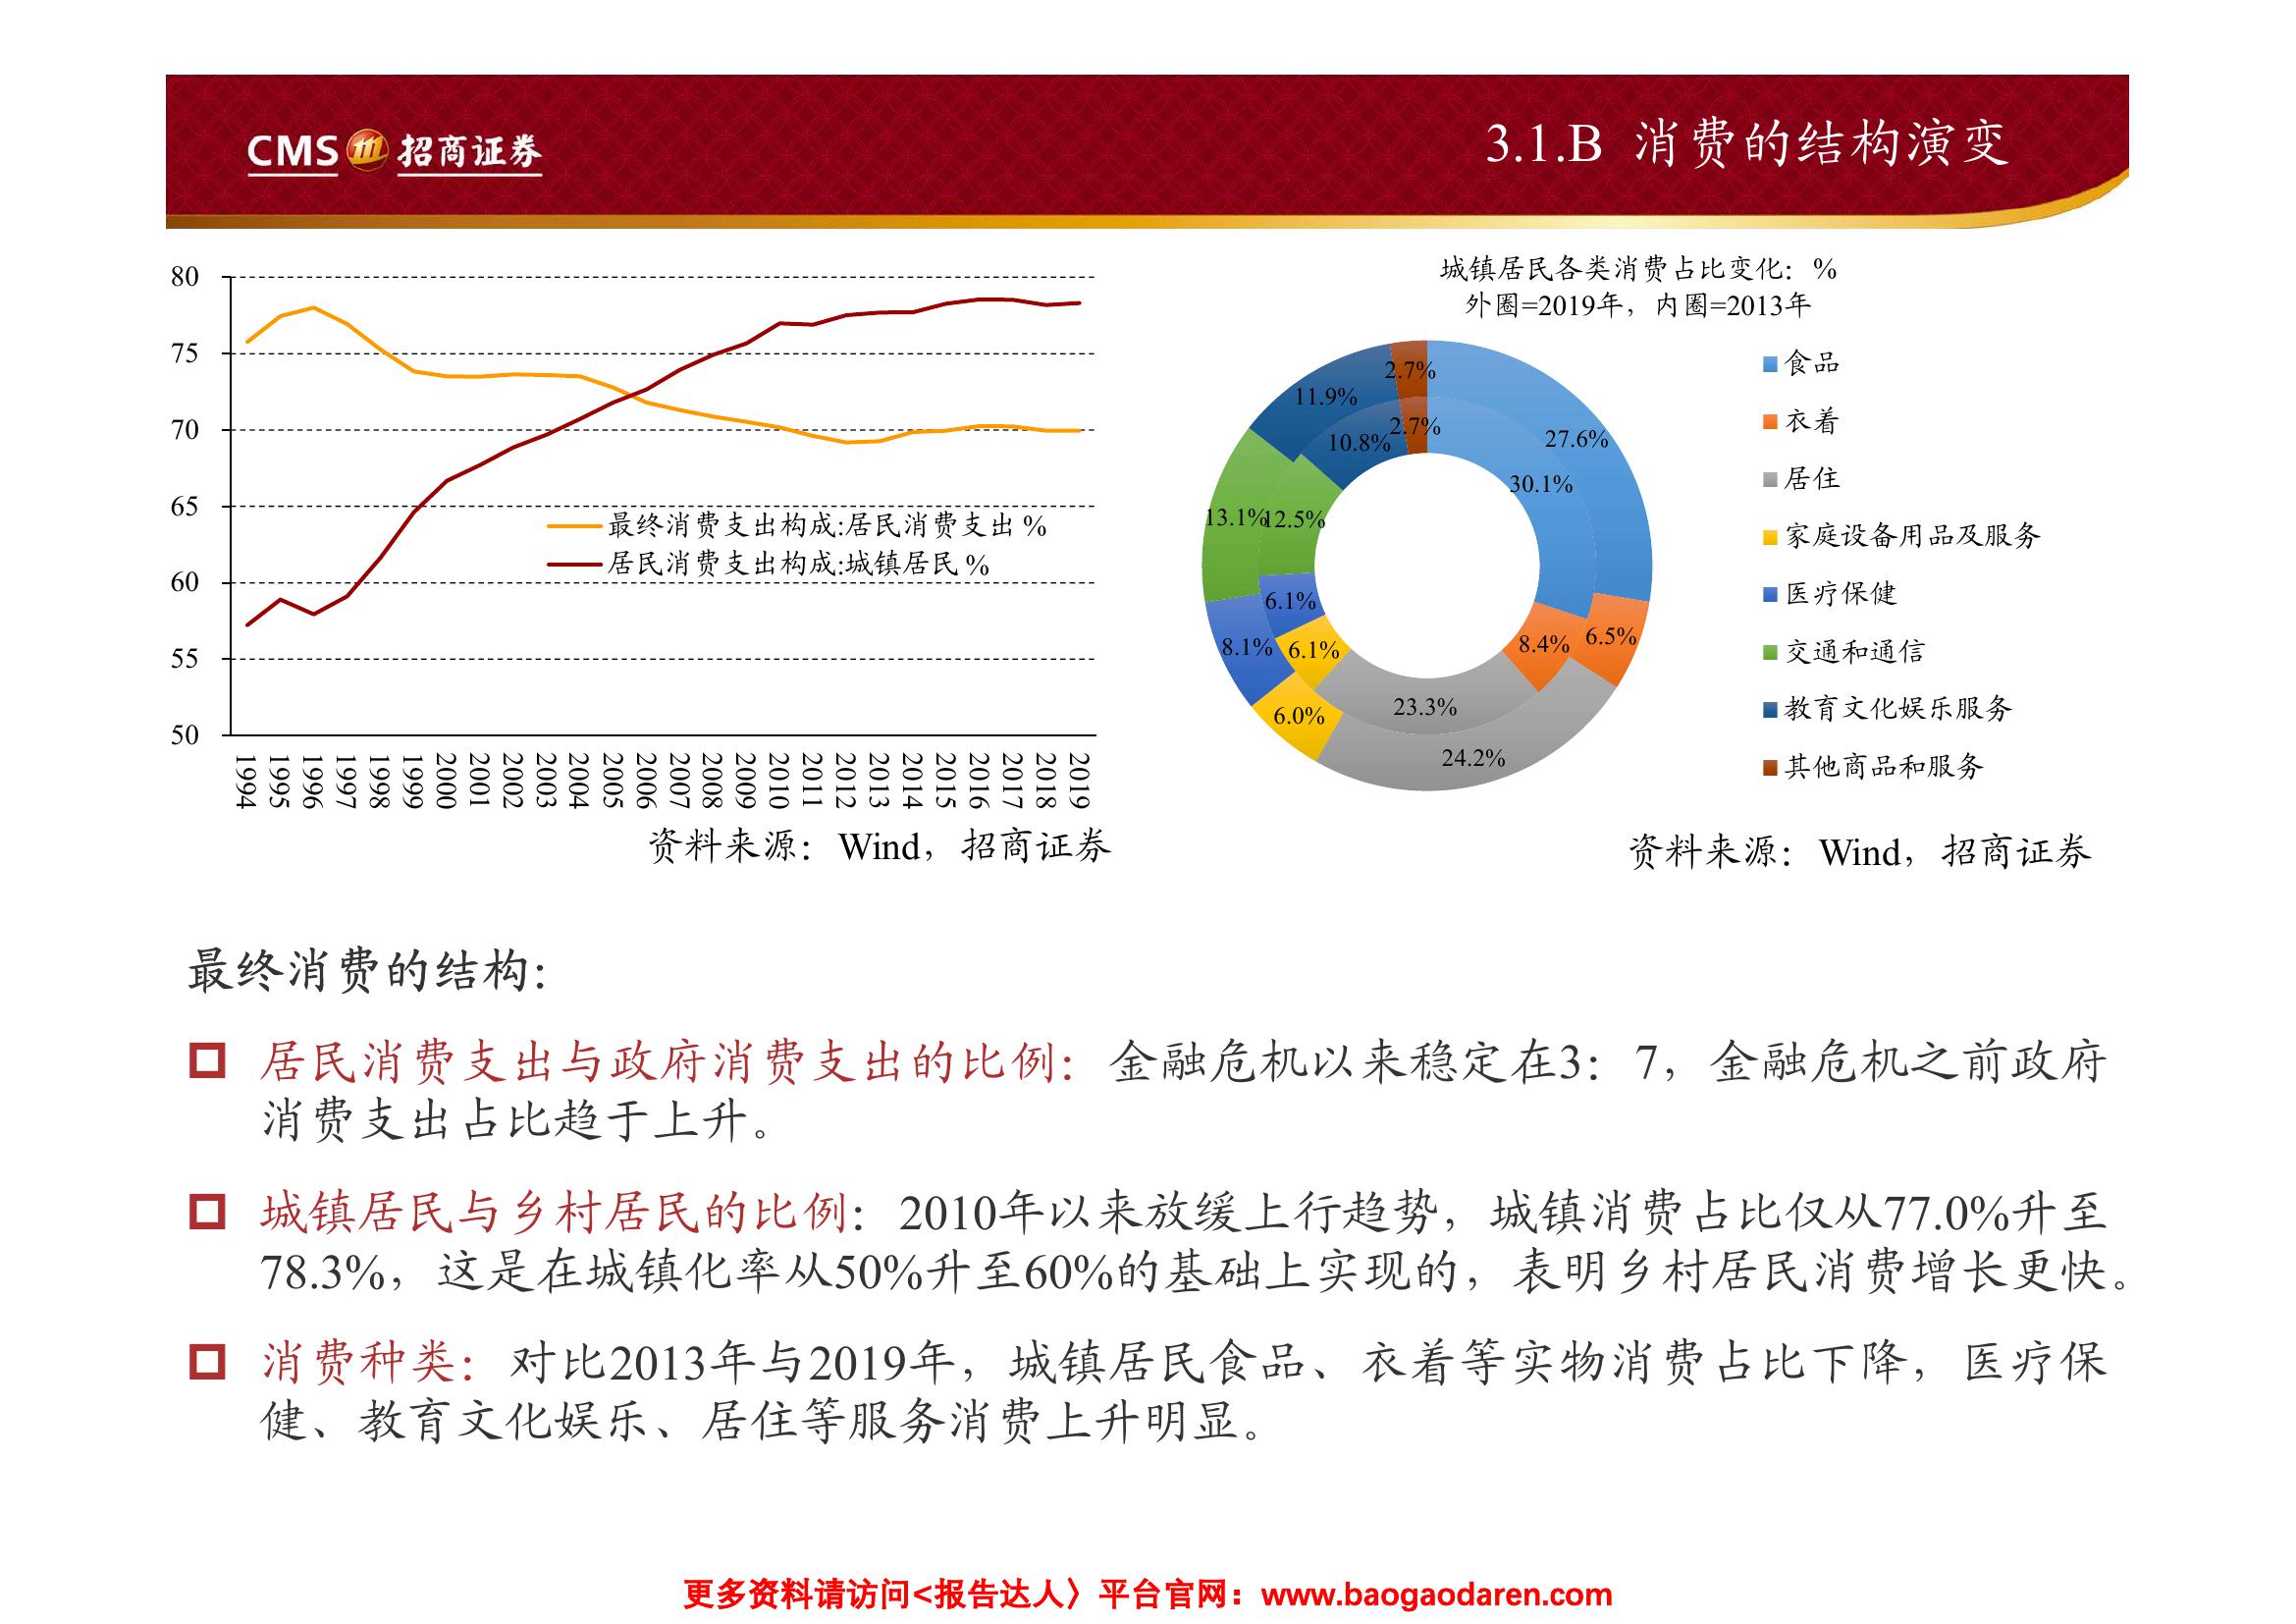 CMS 招商证券
3.1.B 消费的结构演变
80
75
70
65
60
55
50
最终消费支出构成:居民消费支出 %
居民消费支出构成:城镇居民 %
1994 1995 1996 1997 1998 1999 2000 2001 2002 2003 2004 2005 2006 2007 2008 2009 2010 2011 2012 2013 2014 2015 2016 2017 2018 2019
资料来源：Wind，招商证券
城镇居民各类消费占比变化：%
外圈=2019年，内圈=2013年
2.7%
11.9%
2.7%
10.8%
27.6%
30.1%
13.1%
12.5%
6.1%
8.1%
6.1%
6.0%
23.3%
24.2%
8.4%
6.5%
食品
衣着
居住
家庭设备用品及服务
医疗保健
交通和通信
教育文化娱乐服务
其他商品和服务
资料来源：Wind，招商证券
最终消费的结构：
居民消费支出与政府消费支出的比例：金融危机以来稳定在3：7，金融危机之前政府
消费支出占比趋于上升。
城镇居民与乡村居民的比例：2010年以来放缓上行趋势，城镇消费占比仅从77.0%升至
78.3%，这是在城镇化率从50%升至60%的基础上实现的，表明乡村居民消费增长更快。
消费种类：对比2013年与2019年，城镇居民食品、衣着等实物消费占比下降，医疗保
健、教育文化娱乐、居住等服务消费上升明显。
更多资料请访问<报告达人〉平台官网：www.baogaodaren.com